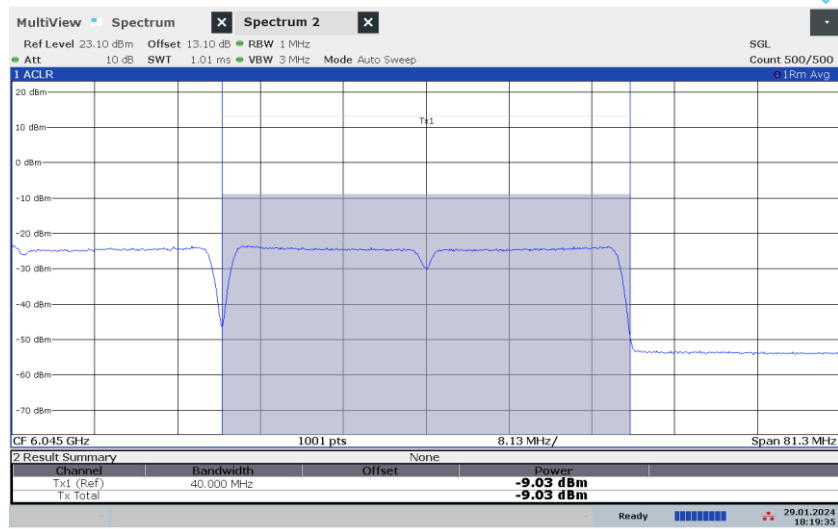 MultiView Spectrum X Spectrum 2 X
Ref Level 23.10 dBm Offset 13.10 dB RBW 1 MHz SGL
Att 10 dB SWT 1.01 ms VBW 3 MHz Mode Auto Sweep Count 500/500
1 ACLR 1Rm Avg
20 dBm
Tx1
10 dBm
0 dBm
-10 dBm
-20 dBm
-30 dBm
-40 dBm
-50 dBm
-60 dBm
-70 dBm
CF 6.045 GHz 1001 pts 8.13 MHz/ Span 81.3 MHz
2 Result Summary None
Channel Bandwidth Offset Power
Tx1 (Ref) 40.000 MHz -9.03 dBm
Tx Total -9.03 dBm
Ready 29.01.2024
18:19:35